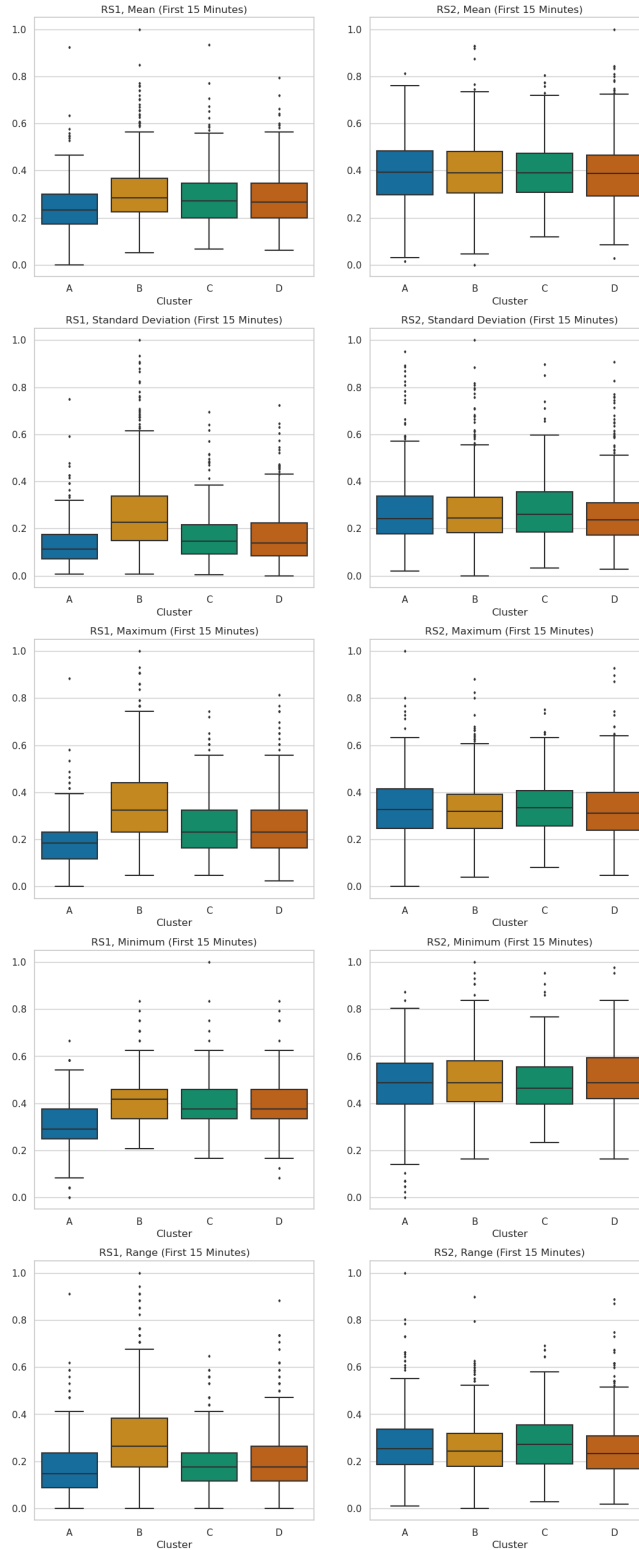 RS1, Mean (First 15 Minutes)
1.0
0.8
0.6
0.4
0.2
0.0
A B C D
Cluster
RS2, Mean (First 15 Minutes)
1.0
0.8
0.6
0.4
0.2
0.0
A B C D
Cluster
RS1, Standard Deviation (First 15 Minutes)
1.0
0.8
0.6
0.4
0.2
0.0
A B C D
Cluster
RS2, Standard Deviation (First 15 Minutes)
1.0
0.8
0.6
0.4
0.2
0.0
A B C D
Cluster
RS1, Maximum (First 15 Minutes)
1.0
0.8
0.6
0.4
0.2
0.0
A B C D
Cluster
RS2, Maximum (First 15 Minutes)
1.0
0.8
0.6
0.4
0.2
0.0
A B C D
Cluster
RS1, Minimum (First 15 Minutes)
1.0
0.8
0.6
0.4
0.2
0.0
A B C D
Cluster
RS2, Minimum (First 15 Minutes)
1.0
0.8
0.6
0.4
0.2
0.0
A B C D
Cluster
RS1, Range (First 15 Minutes)
1.0
0.8
0.6
0.4
0.2
0.0
A B C D
Cluster
RS2, Range (First 15 Minutes)
1.0
0.8
0.6
0.4
0.2
0.0
A B C D
Cluster